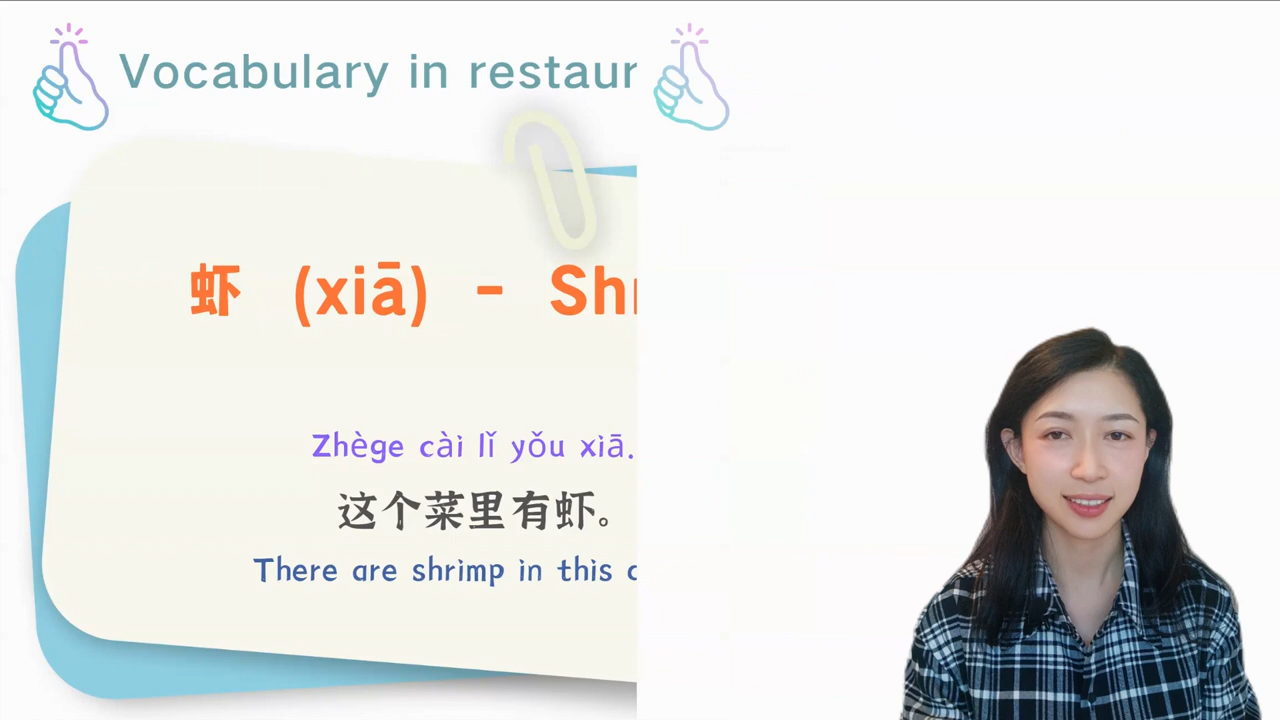 Vocabulary in restaur
虾 (xiā) - Shr
Zhège cài lǐ yǒu xiā.
这个菜里有虾。
There are shrimp in this